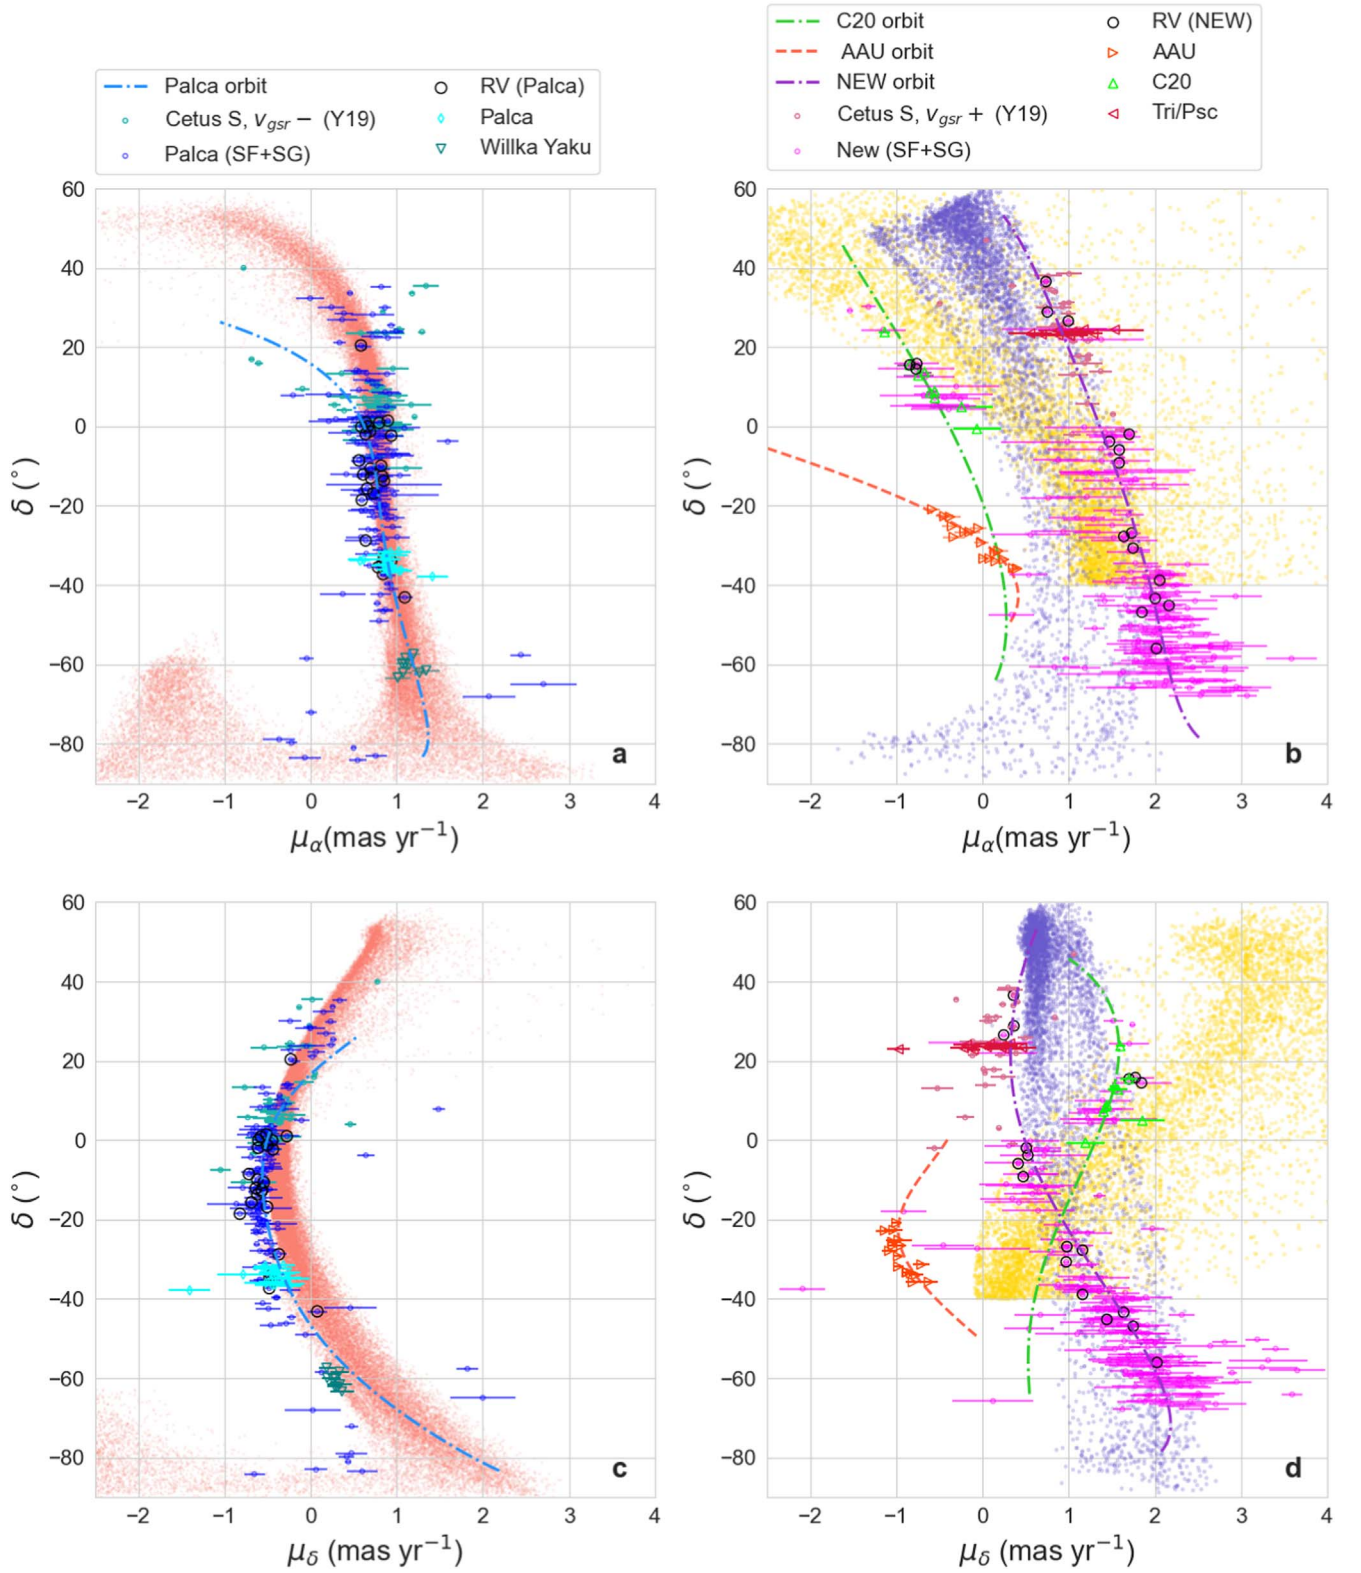 Palca orbit
Cetus S, v_gsr − (Y19)
Palca (SF+SG)
RV (Palca)
Palca
Willka Yaku
C20 orbit
AAU orbit
NEW orbit
Cetus S, v_gsr + (Y19)
New (SF+SG)
RV (NEW)
AAU
C20
Tri/Psc
60
40
20
0
−20
−40
−60
−80
δ (°)
a
−2 −1 0 1 2 3 4
μ_α(mas yr⁻¹)
60
40
20
0
−20
−40
−60
−80
δ (°)
b
−2 −1 0 1 2 3 4
μ_α(mas yr⁻¹)
60
40
20
0
−20
−40
−60
−80
δ (°)
c
−2 −1 0 1 2 3 4
μ_δ (mas yr⁻¹)
60
40
20
0
−20
−40
−60
−80
δ (°)
d
−2 −1 0 1 2 3 4
μ_δ (mas yr⁻¹)